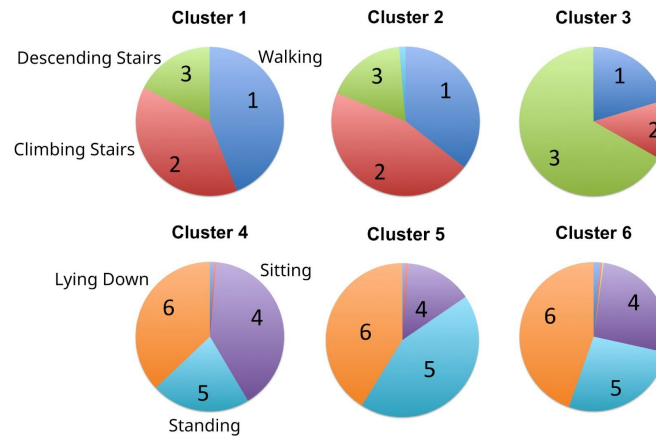 Cluster 1
Cluster 2
Cluster 3
Descending Stairs
Walking
Climbing Stairs
3
1
2
3
1
2
1
2
3
Cluster 4
Cluster 5
Cluster 6
Lying Down
Sitting
Standing
6
4
5
6
4
5
6
4
5